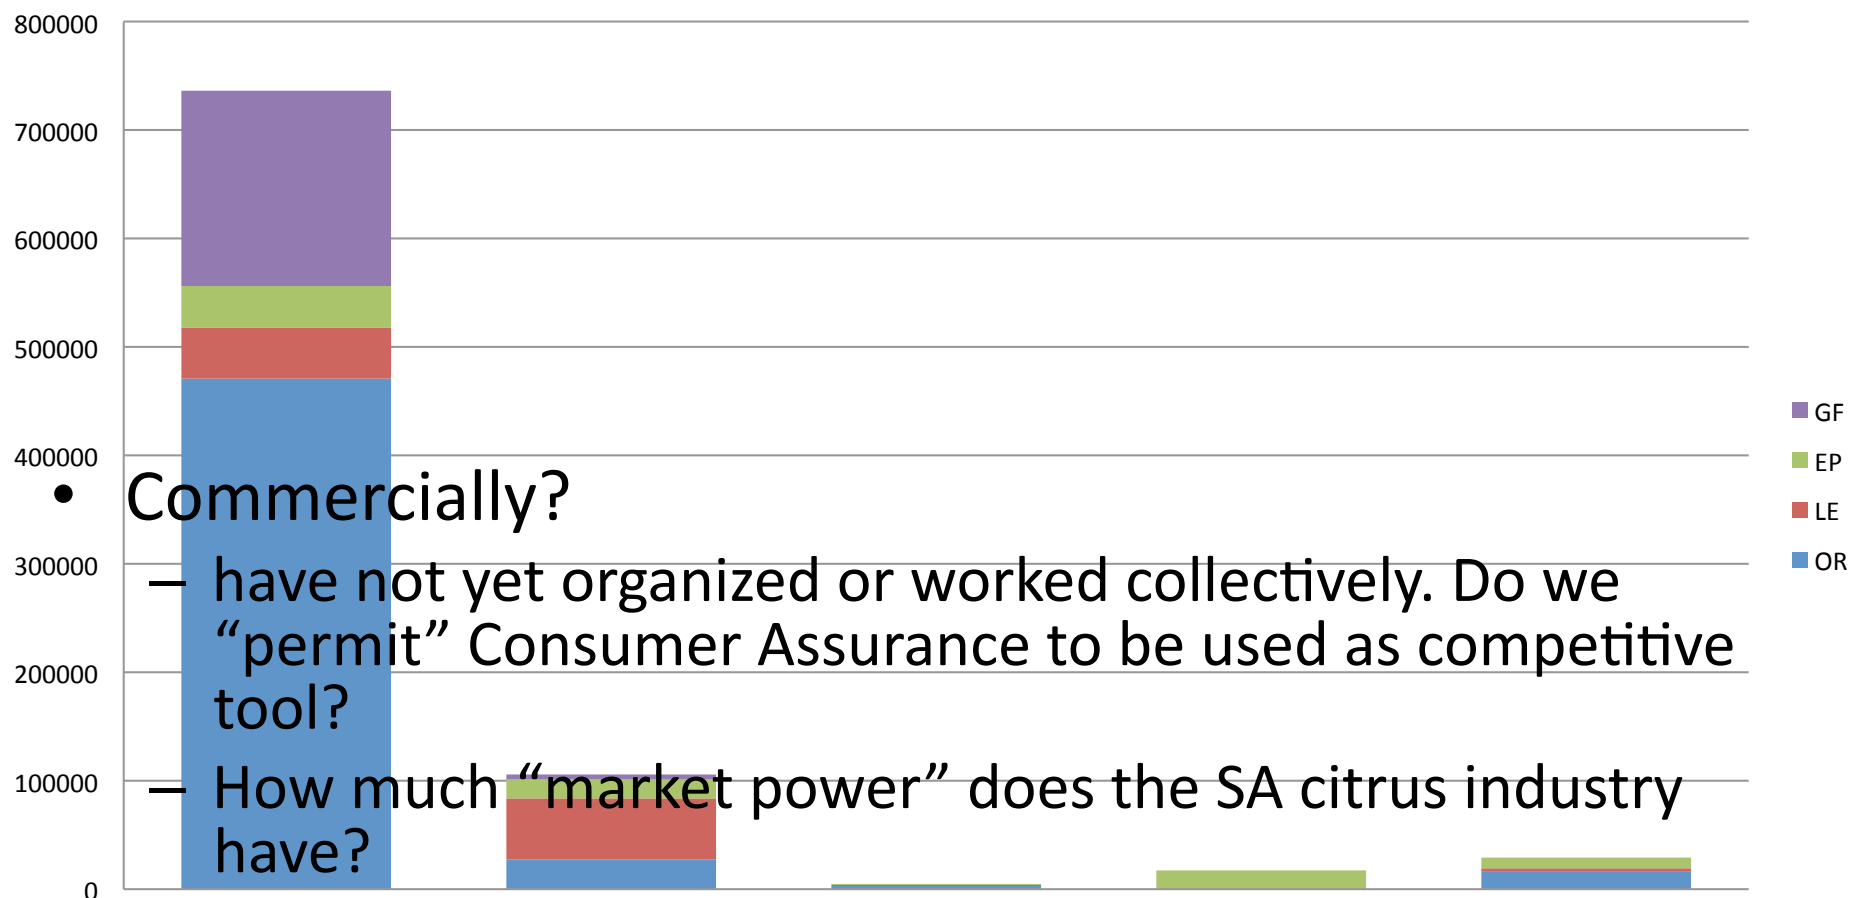 800000
700000
600000
500000
400000
300000
200000
100000
0
• Commercially?
– have not yet organized or worked collectively. Do we
“permit” Consumer Assurance to be used as competitive
tool?
– How much “market power” does the SA citrus industry
have?
GF
EP
LE
OR